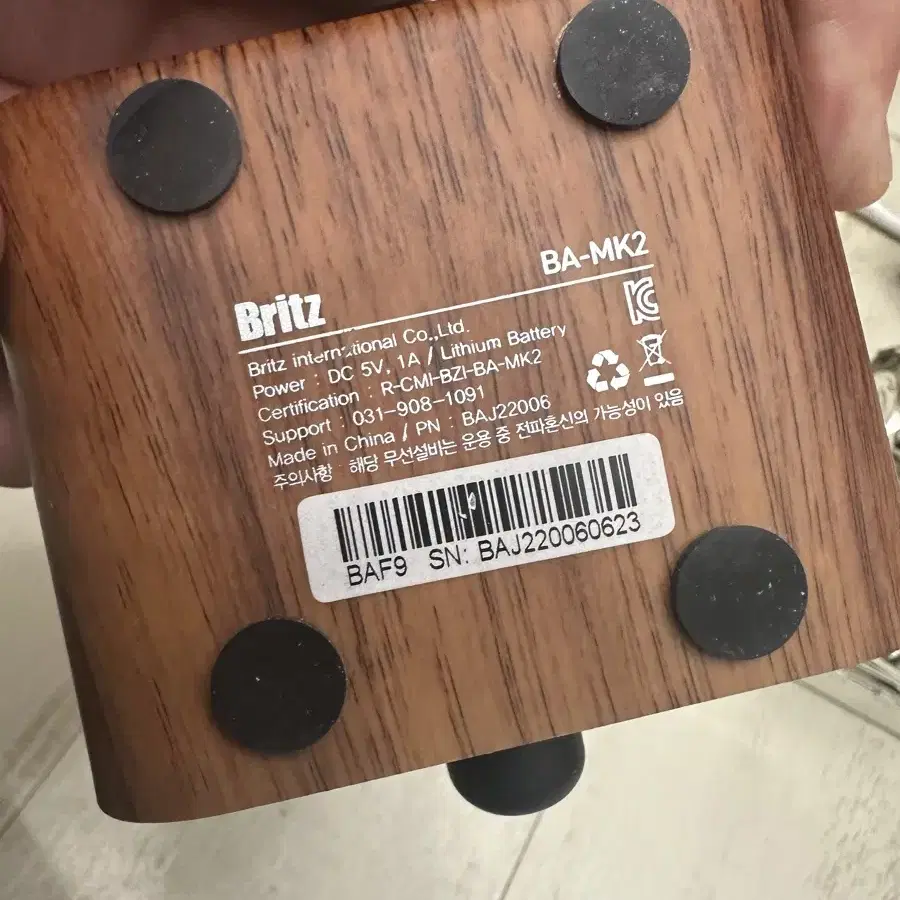 BA-MK2
Britz
Britz international Co.,Ltd.
Power : DC 5V, 1A / Lithium Battery
Certification : R-CMI-BZI-BA-MK2
Support : 031-908-1091
Made in China / PN : BAJ22006
주의사항 : 해당 무선설비는 운용 중 전파혼신의 가능성이 있음
BAF9 SN: BAJ220060623